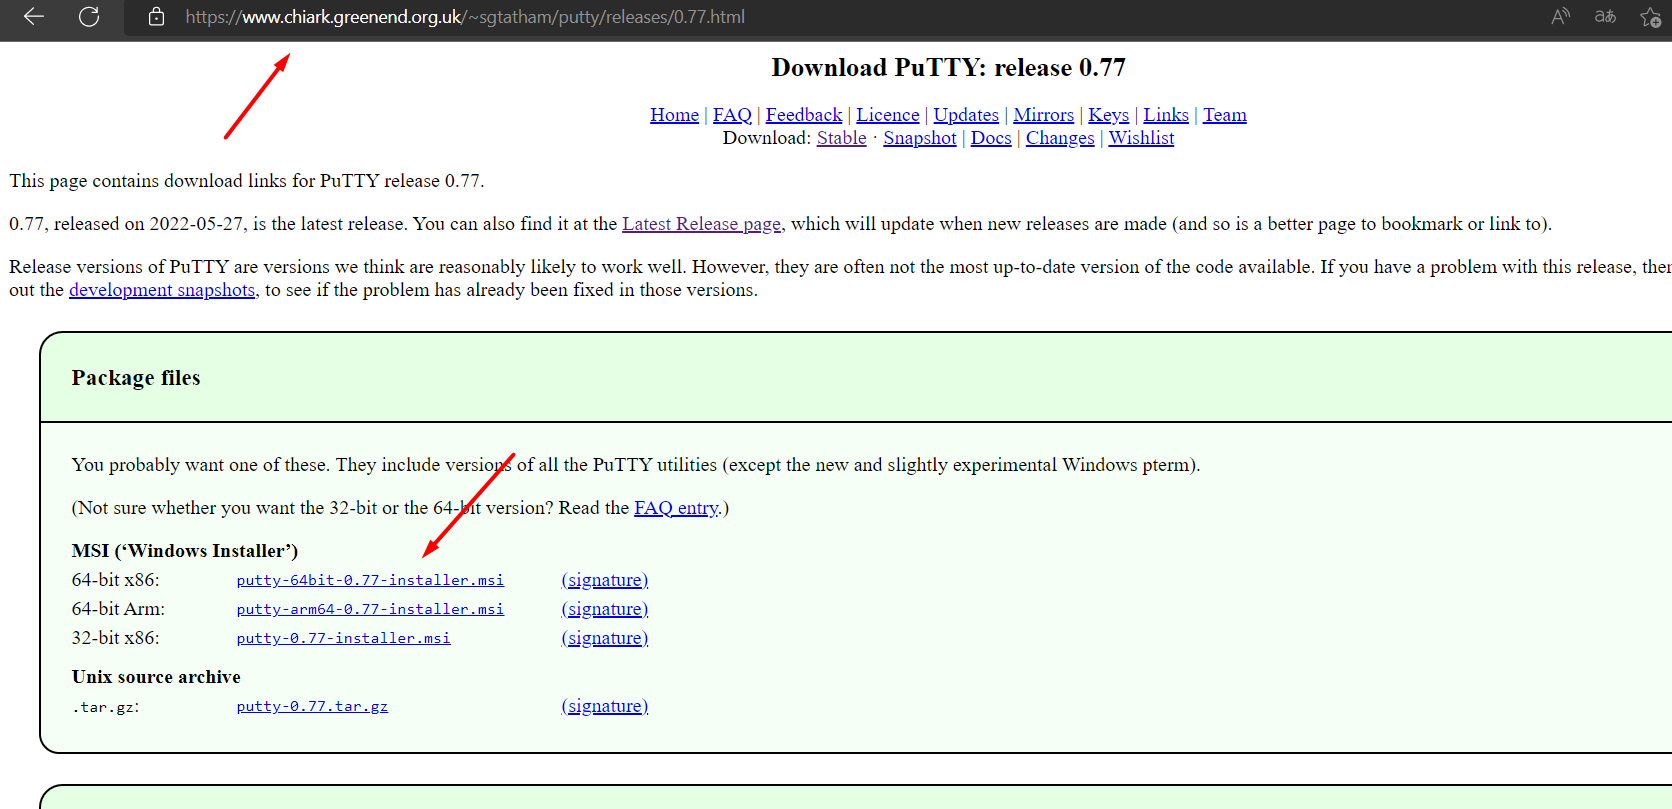 https://www.chiark.greenend.org.uk/~sgtatham/putty/releases/0.77.html
Download PuTTY: release 0.77
Home | FAQ | Feedback | Licence | Updates | Mirrors | Keys | Links | Team
Download: Stable · Snapshot | Docs | Changes | Wishlist
This page contains download links for PuTTY release 0.77.
0.77, released on 2022-05-27, is the latest release. You can also find it at the Latest Release page, which will update when new releases are made (and so is a better page to bookmark or link to).
Release versions of PuTTY are versions we think are reasonably likely to work well. However, they are often not the most up-to-date version of the code available. If you have a problem with this release, then
out the development snapshots, to see if the problem has already been fixed in those versions.
Package files
You probably want one of these. They include versions of all the PuTTY utilities (except the new and slightly experimental Windows pterm).
(Not sure whether you want the 32-bit or the 64-bit version? Read the FAQ entry.)
MSI (‘Windows Installer’)
64-bit x86: putty-64bit-0.77-installer.msi (signature)
64-bit Arm: putty-arm64-0.77-installer.msi (signature)
32-bit x86: putty-0.77-installer.msi (signature)
Unix source archive
.tar.gz: putty-0.77.tar.gz (signature)